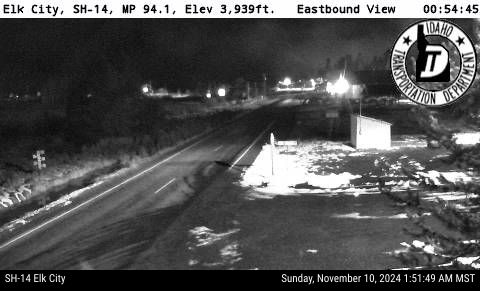 Elk City, SH-14, MP 94.1, Elev 3,939ft. Eastbound View 00:54:45
IDAHO
TRANSPORTATION DEPARTMENT
SH-14 Elk City Sunday, November 10, 2024 1:51:49 AM MST